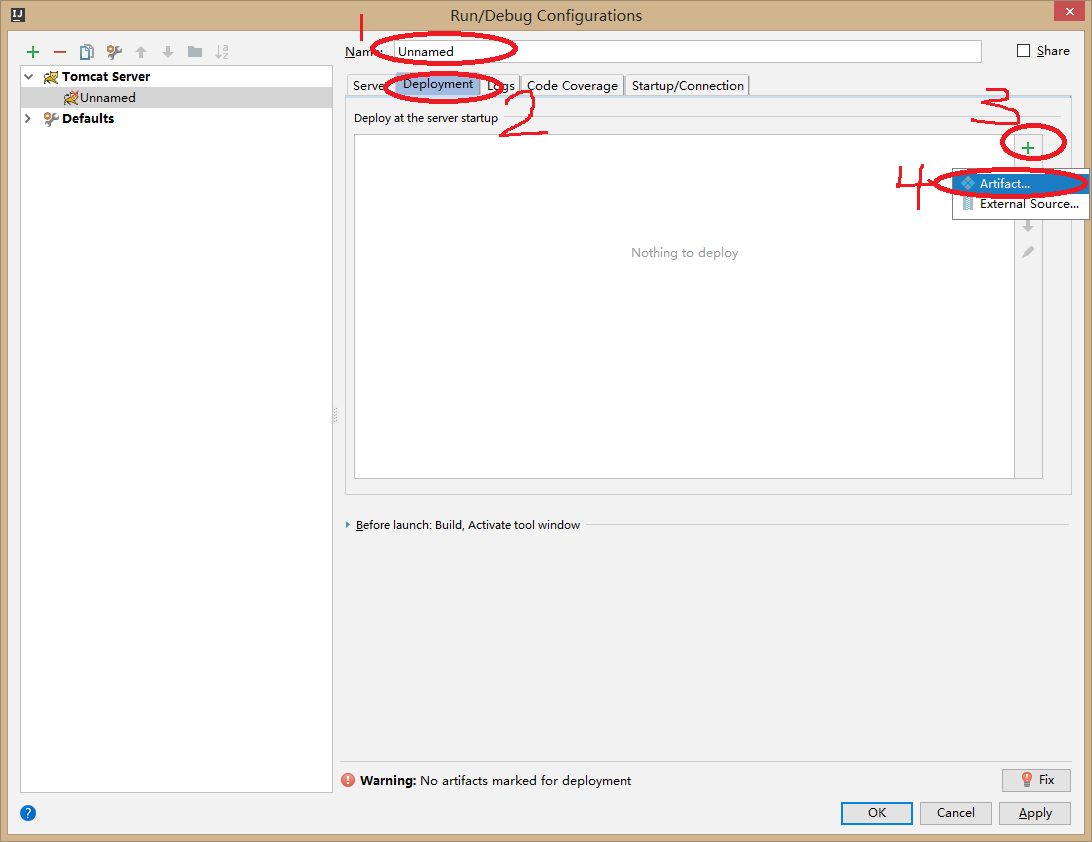 Run/Debug Configurations
1
Name: Unnamed
Share
Tomcat Server
Unnamed
Defaults
Server Deployment Logs Code Coverage Startup/Connection
2
3
Deploy at the server startup
4
Artifact...
External Source...
Nothing to deploy
Before launch: Build, Activate tool window
Warning: No artifacts marked for deployment
Fix
?
OK Cancel Apply